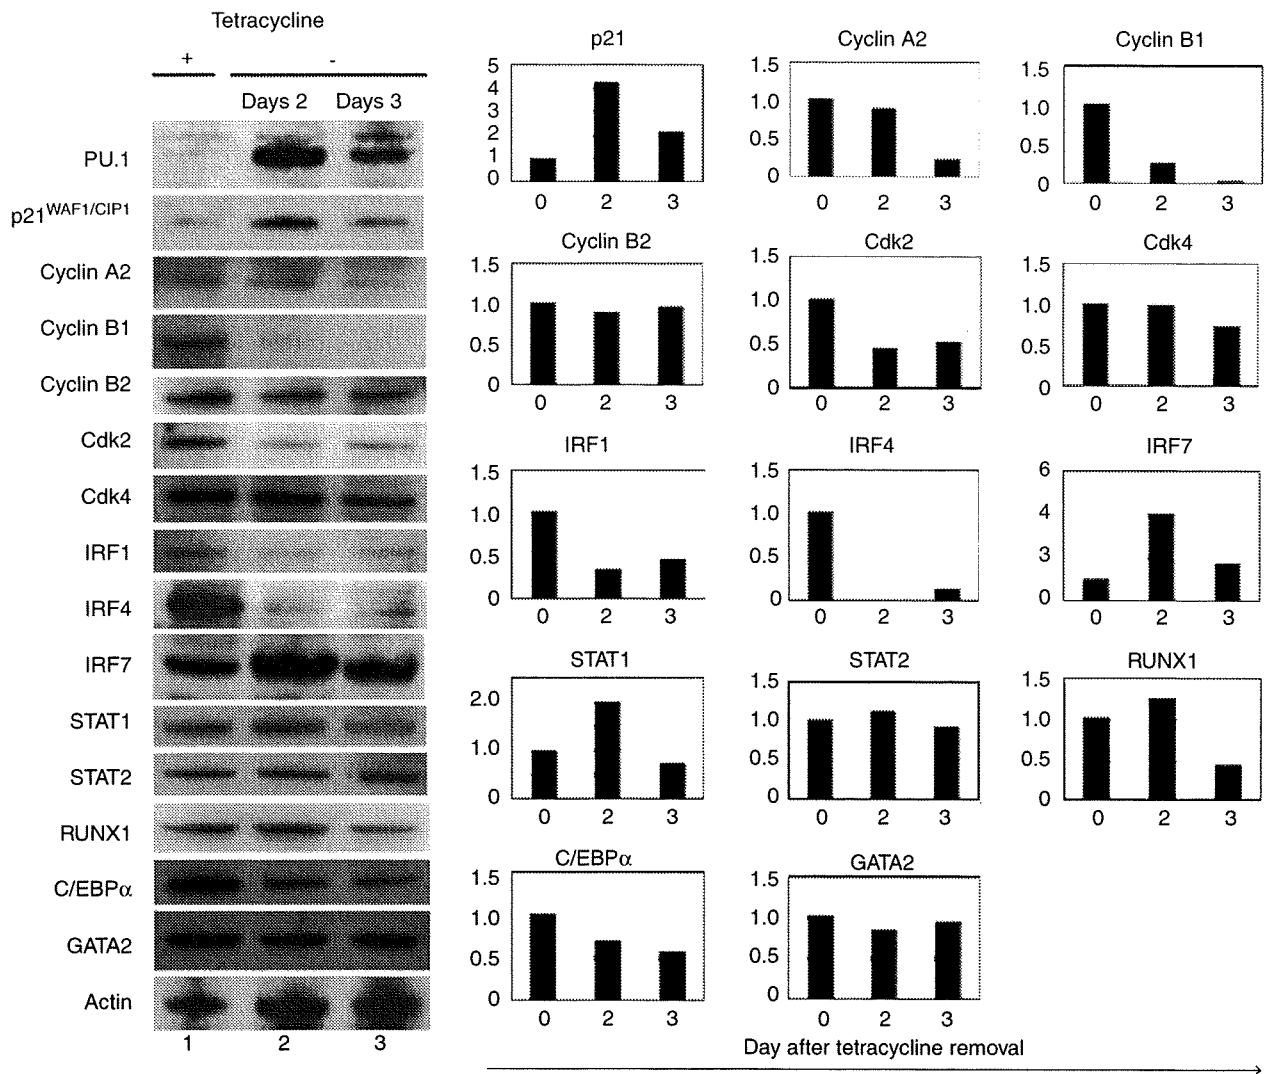 Tetracycline
+ -
Days 2 Days 3
PU.1
p21WAF1/CIP1
Cyclin A2
Cyclin B1
Cyclin B2
Cdk2
Cdk4
IRF1
IRF4
IRF7
STAT1
STAT2
RUNX1
C/EBPα
GATA2
Actin
1 2 3
p21
5
4
3
2
1
0
0 2 3
Cyclin A2
1.5
1.0
0.5
0
0 2 3
Cyclin B1
1.5
1.0
0.5
0
0 2 3
Cyclin B2
1.5
1.0
0.5
0
0 2 3
Cdk2
1.5
1.0
0.5
0
0 2 3
Cdk4
1.5
1.0
0.5
0
0 2 3
IRF1
1.5
1.0
0.5
0
0 2 3
IRF4
1.5
1.0
0.5
0
0 2 3
IRF7
6
4
3
0
0 2 3
STAT1
2.0
1.0
0
0 2 3
STAT2
1.5
1.0
0.5
0
0 2 3
RUNX1
1.5
1.0
0.5
0
0 2 3
C/EBPα
1.5
1.0
0.5
0
0 2 3
GATA2
1.5
1.0
0.5
0
0 2 3
Day after tetracycline removal